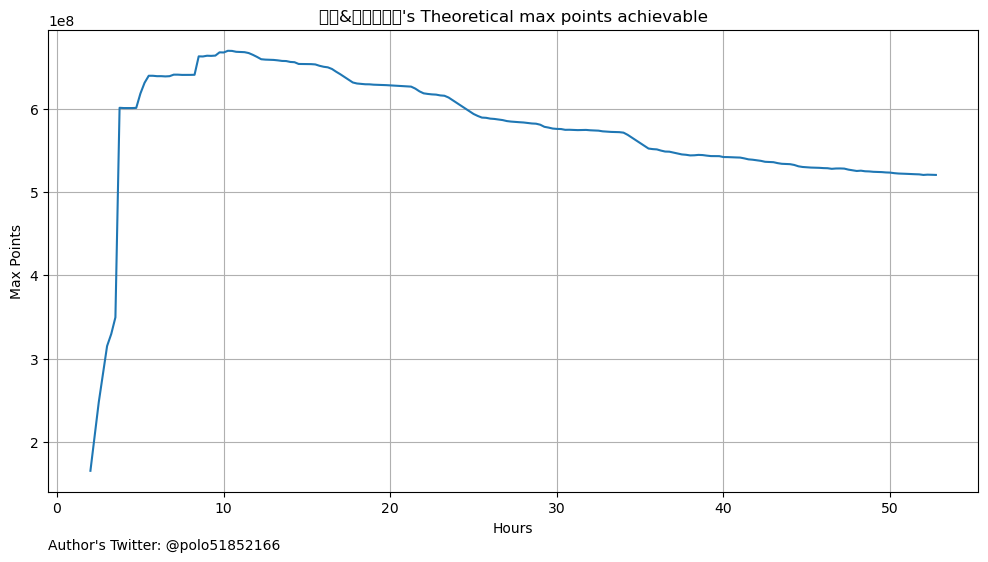 's Theoretical max points achievable
1e8
6
5
4
3
2
Max Points
0 10 20 30 40 50
Hours
Author's Twitter: @polo51852166